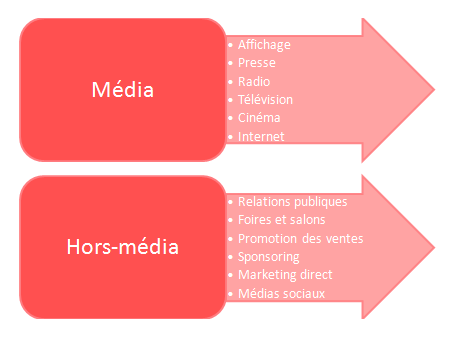 Média
• Affichage
• Presse
• Radio
• Télévision
• Cinéma
• Internet
Hors-média
• Relations publiques
• Foires et salons
• Promotion des ventes
• Sponsoring
• Marketing direct
• Médias sociaux